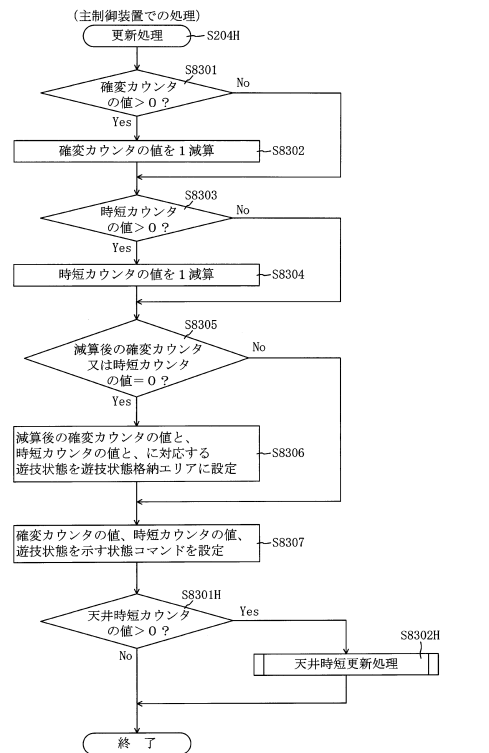 (主制御装置での処理)
更新処理
S204H
S8301
確変カウンタ
の値>0?
No
Yes
確変カウンタの値を1減算
S8302
S8303
時短カウンタ
の値>0?
No
Yes
時短カウンタの値を1減算
S8304
S8305
減算後の確変カウンタ
又は時短カウンタ
の値=0?
No
Yes
減算後の確変カウンタの値と、
時短カウンタの値と、に対応する
遊技状態を遊技状態格納エリアに設定
S8306
確変カウンタの値、時短カウンタの値、
遊技状態を示す状態コマンドを設定
S8307
S8301H
天井時短カウンタ
の値>0?
Yes
No
S8302H
天井時短更新処理
終 了